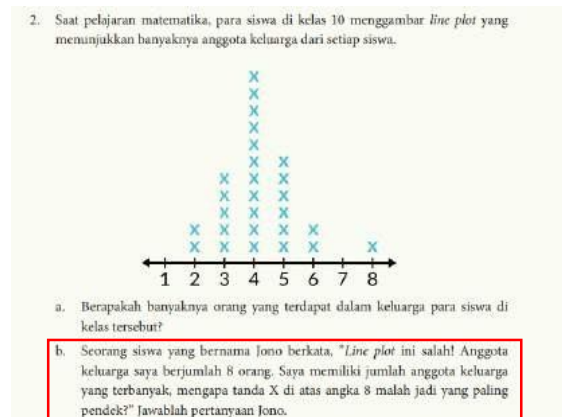 2. Saat pelajaran matematika, para siswa di kelas 10 menggambar line plot yang
menunjukkan banyaknya anggota keluarga dari setiap siswa.
X
X
X
X
X
X X
X X X
X X X
X X X
X X X X X
X X X X X X
1 2 3 4 5 6 7 8
a. Berapakah banyaknya orang yang terdapat dalam keluarga para siswa di
kelas tersebut?
b. Seorang siswa yang bernama Jono berkata, "Line plot ini salah! Anggota
keluarga saya berjumlah 8 orang. Saya memiliki jumlah anggota keluarga
yang terbanyak, mengapa tanda X di atas angka 8 malah jadi yang paling
pendek?" Jawablah pertanyaan Jono.